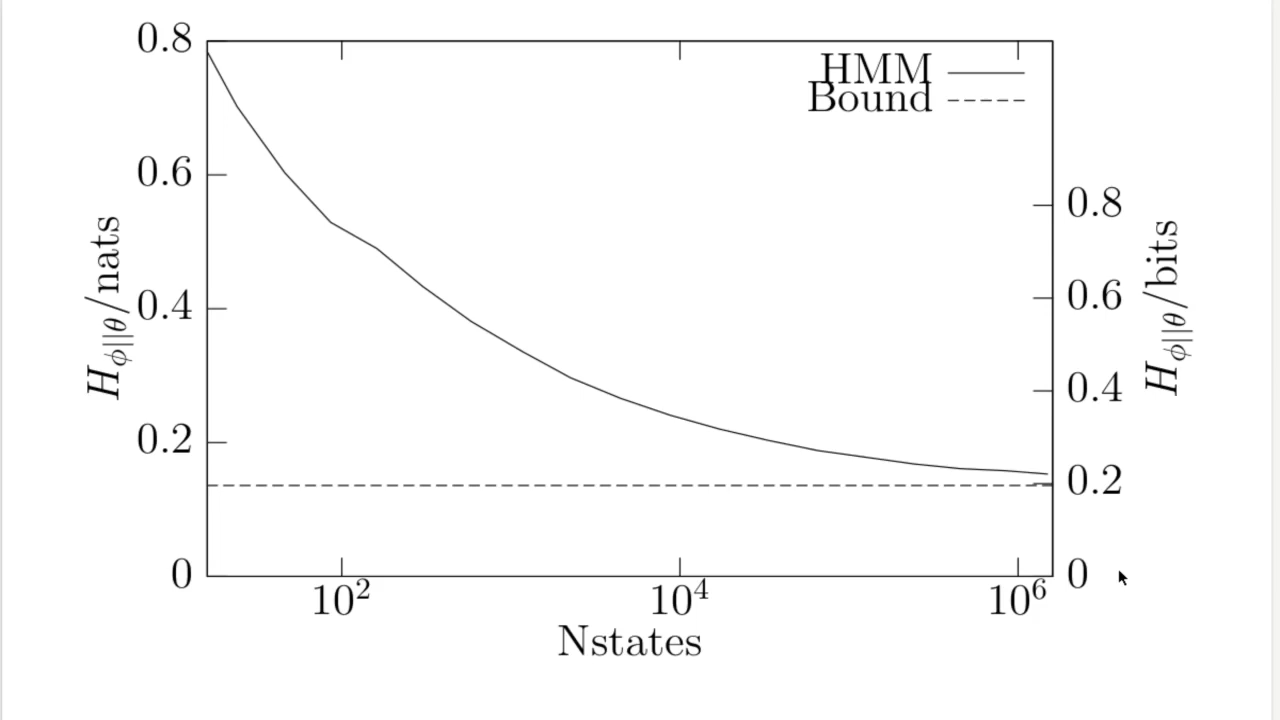 0.8
0.6
0.4
0.2
0
H_{ϕ||θ}/nats
HMM
Bound
0.8
0.6
0.4
0.2
0
H_{ϕ||θ}/bits
10^2 10^4 10^6
Nstates